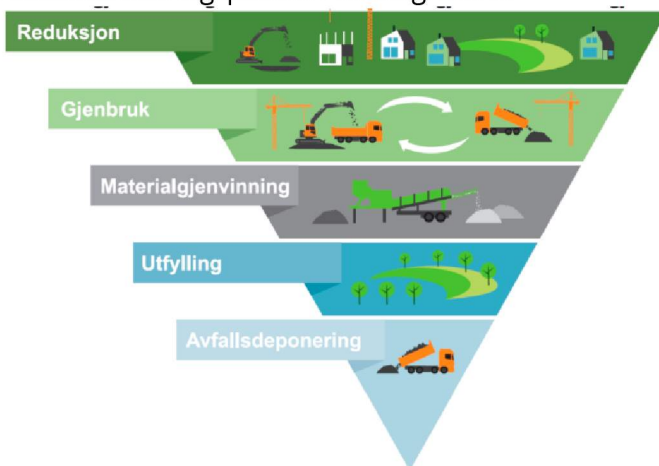 Reduksjon
Gjenbruk
Materialgjenvinning
Utfylling
Avfallsdeponering